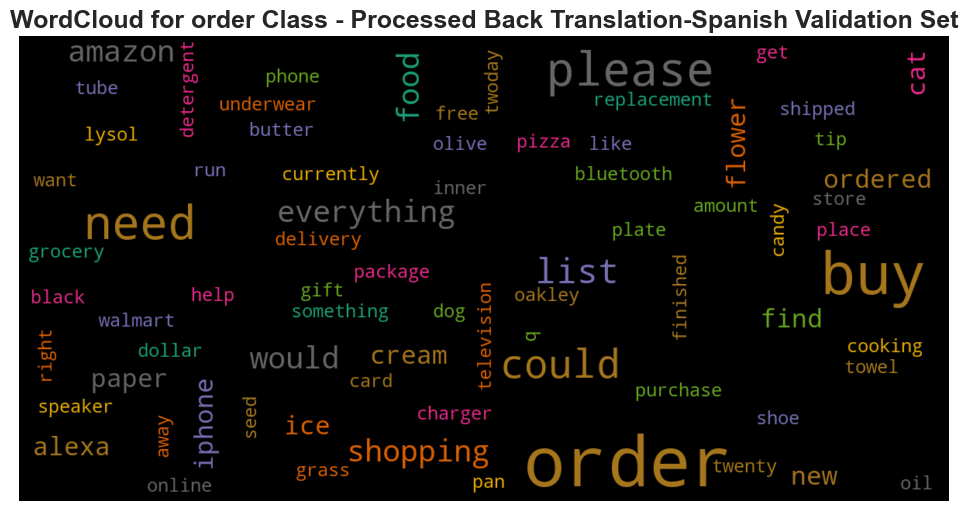 WordCloud for order Class - Processed Back Translation-Spanish Validation Set
amazon
please
get
cat
tube
detergent
phone
food
twoday
underwear
free
replacement
flower
shipped
lysol
butter
olive
pizza
like
tip
want
run
currently
inner
bluetooth
ordered
store
need
everything
amount
candy
place
plate
grocery
delivery
list
buy
package
finished
black
help
gift
oakley
something
dog
television
find
walmart
q
right
dollar
would
cream
could
cooking
towel
paper
card
purchase
iphone
speaker
seed
charger
shoe
away
ice
alexa
shopping
order
grass
twenty
new
pan
online
oil